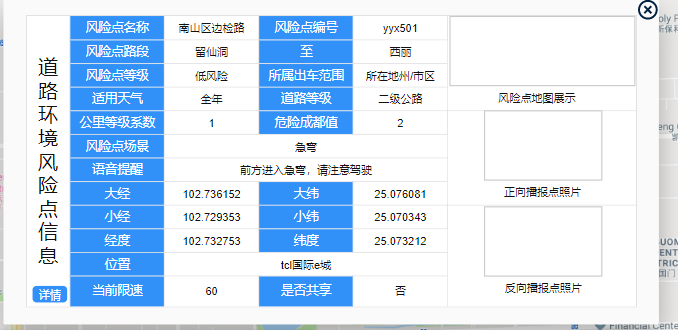 道路环境风险点信息
详情
风险点名称 南山区边检路 风险点编号 yyx501
风险点路段 留仙洞 至 西丽
风险点等级 低风险 所属出车范围 所在地州/市区
适用天气 全年 道路等级 二级公路
公里等级系数 1 危险成都值 2
风险点场景 急弯
语音提醒 前方进入急弯，请注意驾驶
大经 102.736152 大纬 25.076081
小经 102.729353 小纬 25.070343
经度 102.732753 纬度 25.073212
位置 tcl国际e城
当前限速 60 是否共享 否
风险点地图展示
正向播报点照片
反向播报点照片
Financial Cente